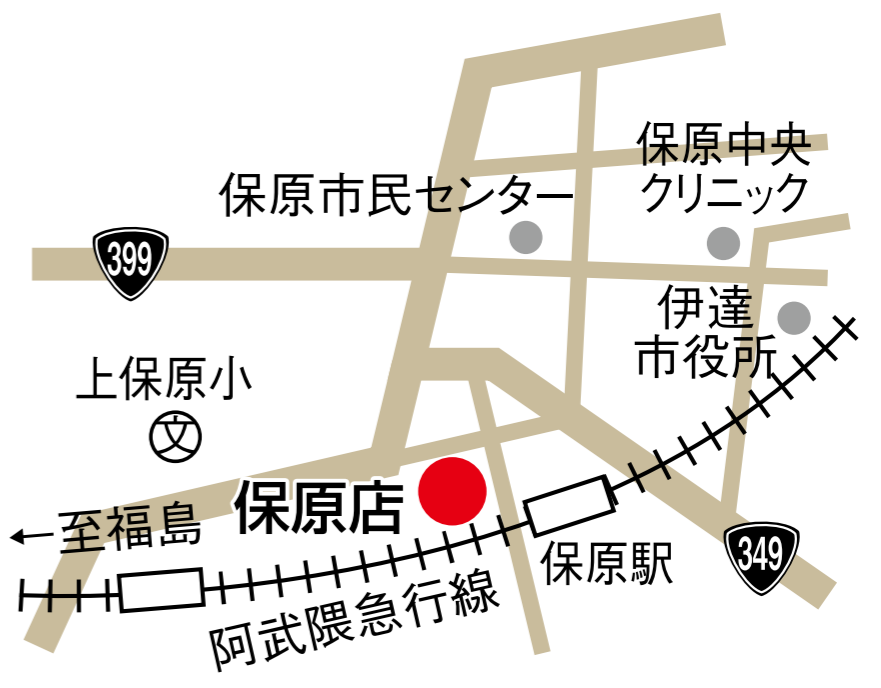 保原中央
クリニック
保原市民センター
399
伊達
市役所
上保原小
文
保原店
←至福島
保原駅
349
阿武隈急行線